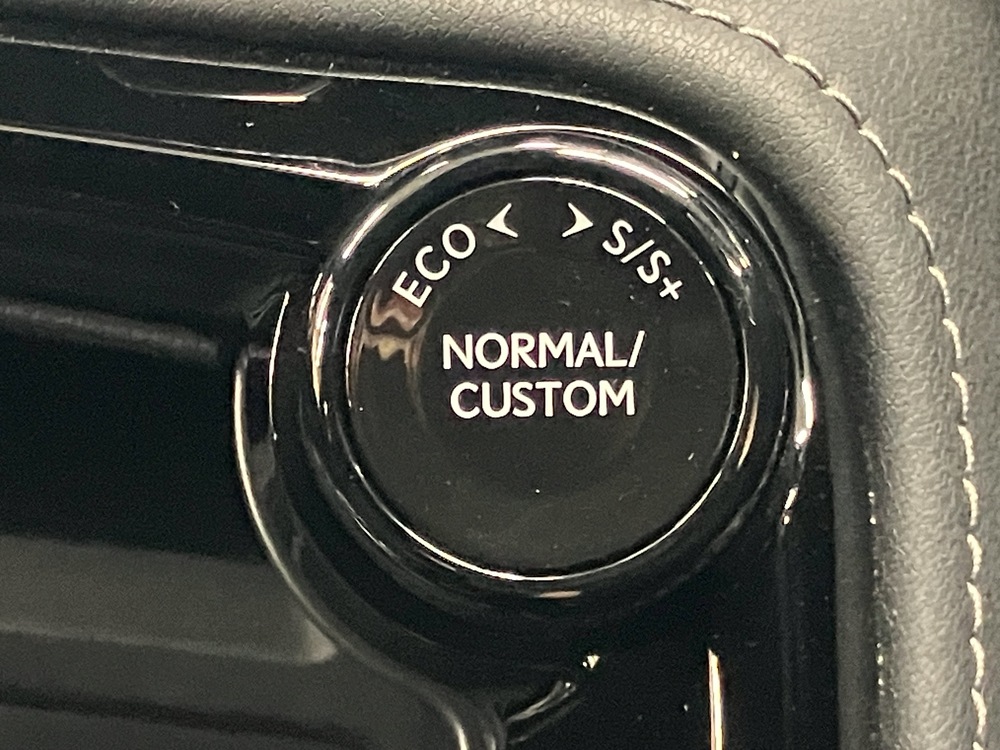 ECO S/S+
NORMAL/
CUSTOM